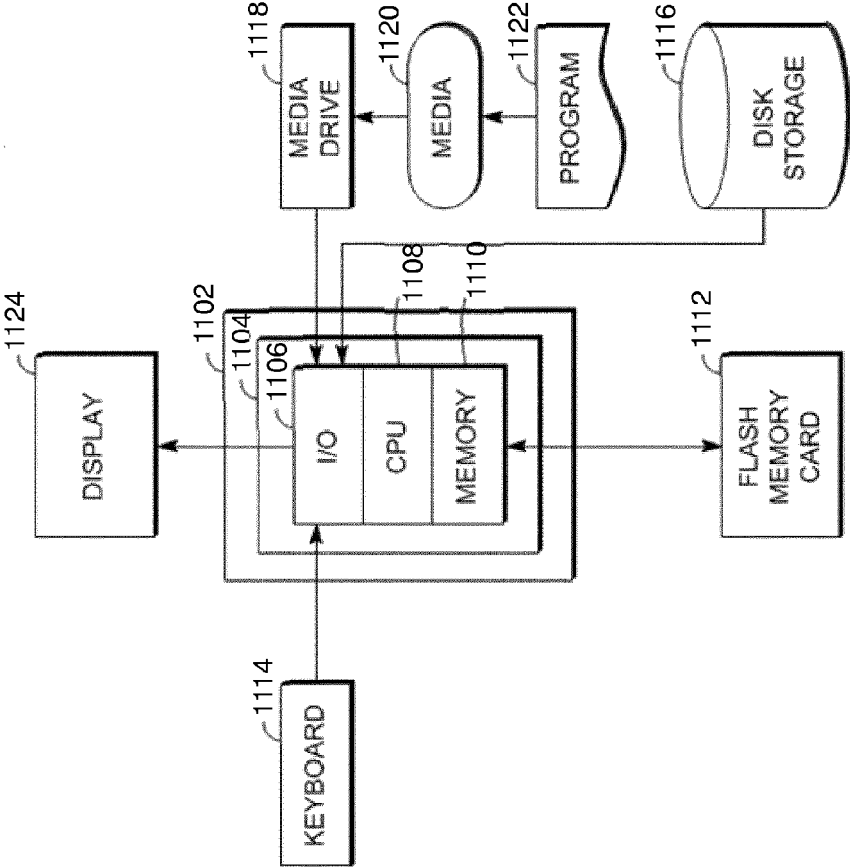 1124
DISPLAY
1102
1104
1106
I/O
CPU
MEMORY
1108
1110
1114
KEYBOARD
1112
FLASH
MEMORY
CARD
1118
MEDIA
DRIVE
1120
MEDIA
1122
PROGRAM
1116
DISK
STORAGE